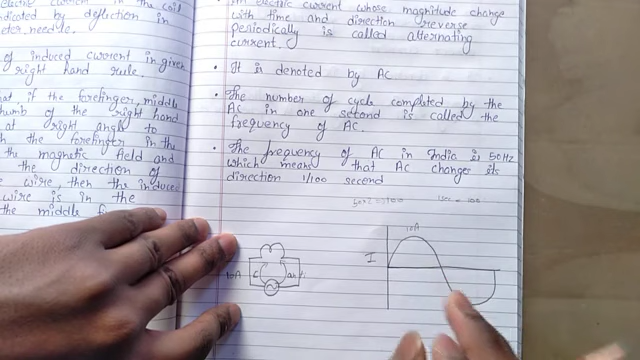 electric current in the coil
indicated by deflection in
meter needle.
of induced current in given
right hand rule.
that if the forefinger, middle
thumb of the right hand
at right angle to
the forefinger in the
the magnetic field and
the direction of
wire, then the induced
wire is in the
the middle
An electric current whose magnitude change
with time and direction reverse
periodically is called alternating
current.
• It is denoted by AC
• The number of cycle completed by the
AC in one second is called the
frequency of AC.
• The frequency of AC in India is 50Hz
which means that AC changes its
direction 1/100 second
10A
I
10A